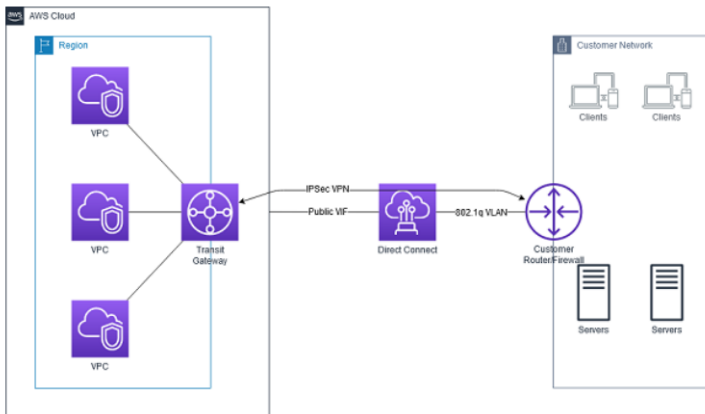 aws
AWS Cloud
Region
VPC
VPC
VPC
Transit
Gateway
IPSec VPN
Public VIF
Direct Connect
802.1q VLAN
Customer Network
Clients
Clients
Customer
Router/Firewall
Servers
Servers